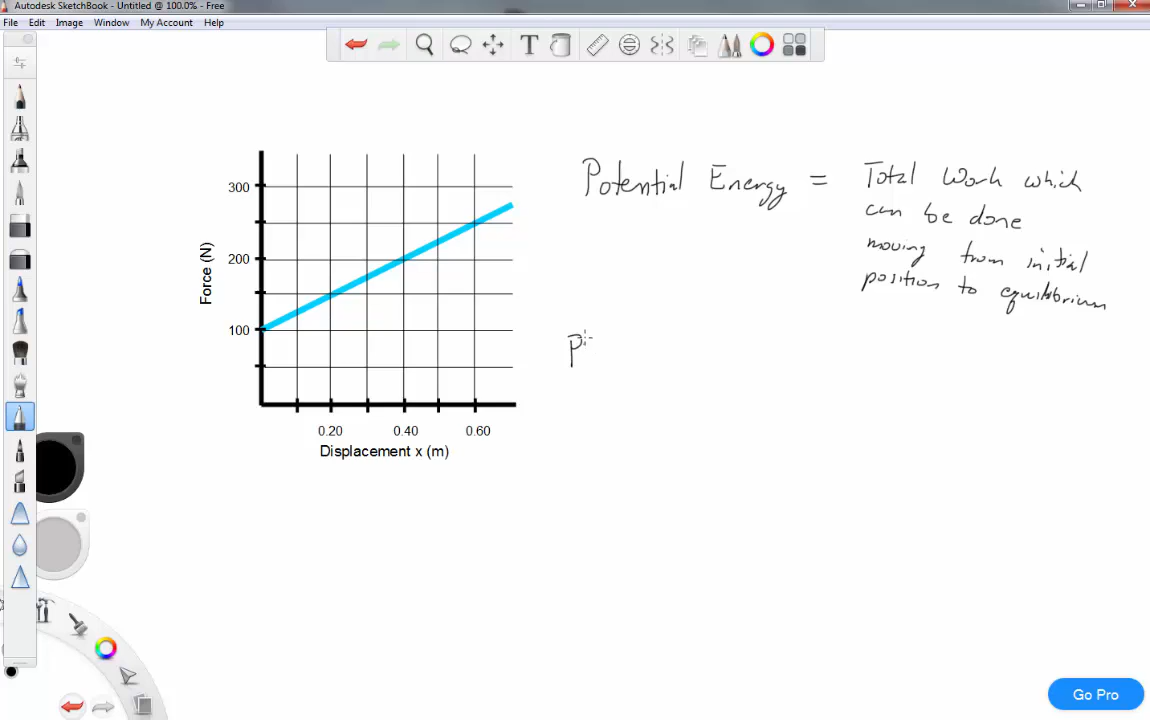 Autodesk SketchBook - Untitled @ 100.0% - Free
File Edit Image Window My Account Help
T
Potential Energy = Total Work which
can be done
moving from initial
position to equilibrium
300
200
100
Force (N)
0.20 0.40 0.60
Displacement x (m)
P
Go Pro